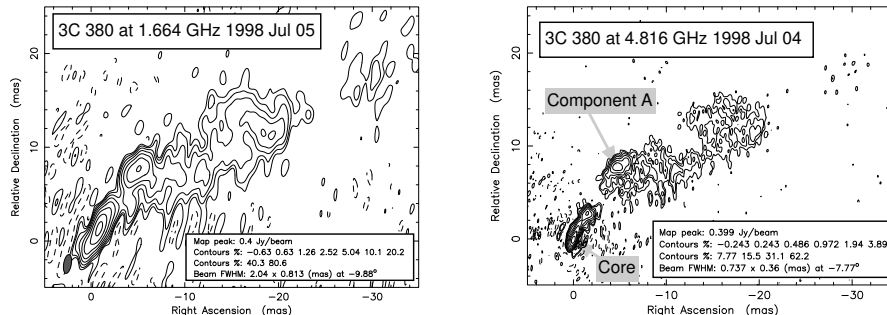 3C 380 at 1.664 GHz 1998 Jul 05
20
10
0
Relative Declination (mas)
Map peak: 0.4 Jy/beam
Contours %: −0.63 0.63 1.26 2.52 5.04 10.1 20.2
Contours %: 40.3 80.6
Beam FWHM: 2.04 x 0.813 (mas) at −9.88°
0 −10 −20 −30
Right Ascension (mas)
3C 380 at 4.816 GHz 1998 Jul 04
20
10
0
Relative Declination (mas)
Component A
Core
Map peak: 0.399 Jy/beam
Contours %: −0.243 0.243 0.486 0.972 1.94 3.89
Contours %: 7.77 15.5 31.1 62.2
Beam FWHM: 0.737 x 0.36 (mas) at −7.77°
0 −10 −20 −30
Right Ascension (mas)